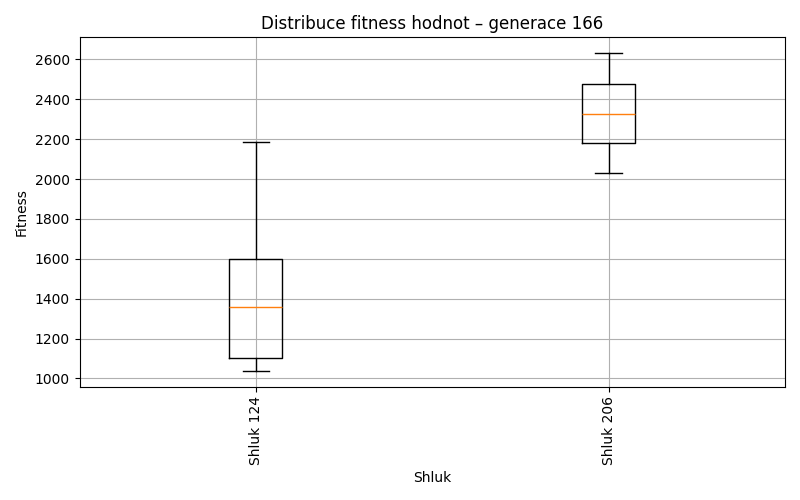 Distribuce fitness hodnot – generace 166
Fitness
2600
2400
2200
2000
1800
1600
1400
1200
1000
Shluk 124
Shluk 206
Shluk